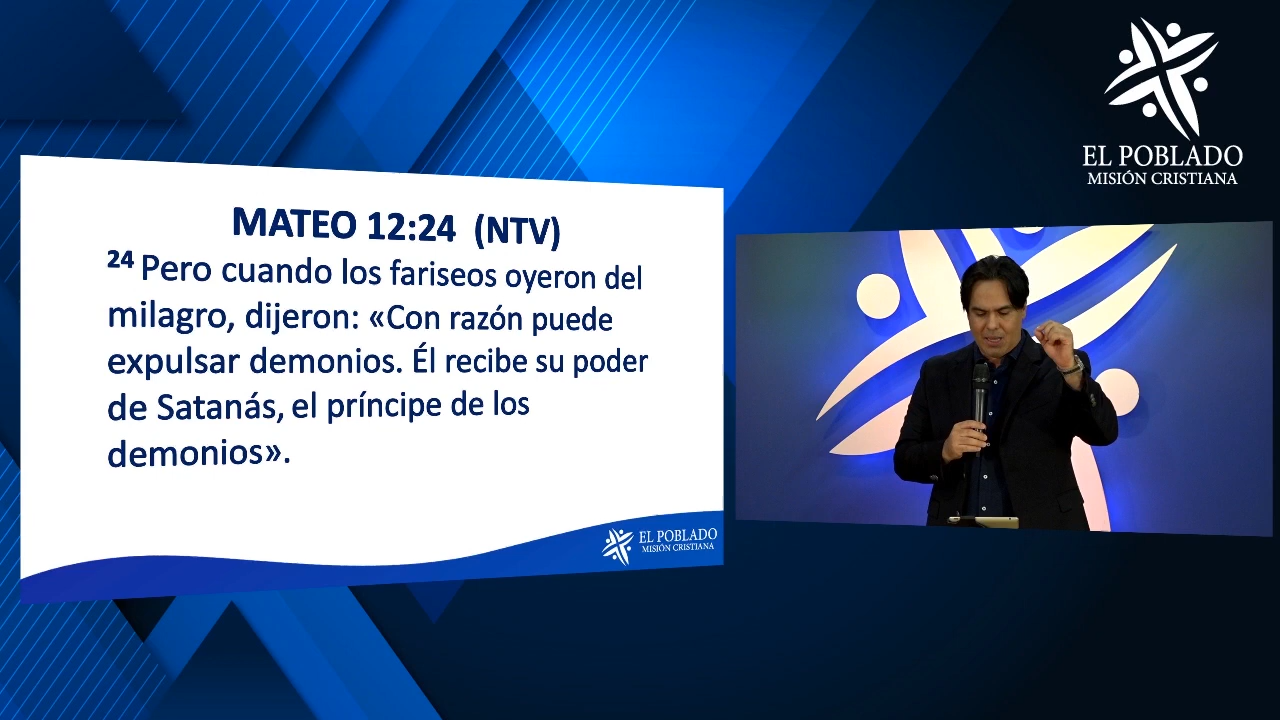 EL POBLADO
MISIÓN CRISTIANA
MATEO 12:24 (NTV)
24 Pero cuando los fariseos oyeron del
milagro, dijeron: «Con razón puede
expulsar demonios. Él recibe su poder
de Satanás, el príncipe de los
demonios».
EL POBLADO
MISIÓN CRISTIANA